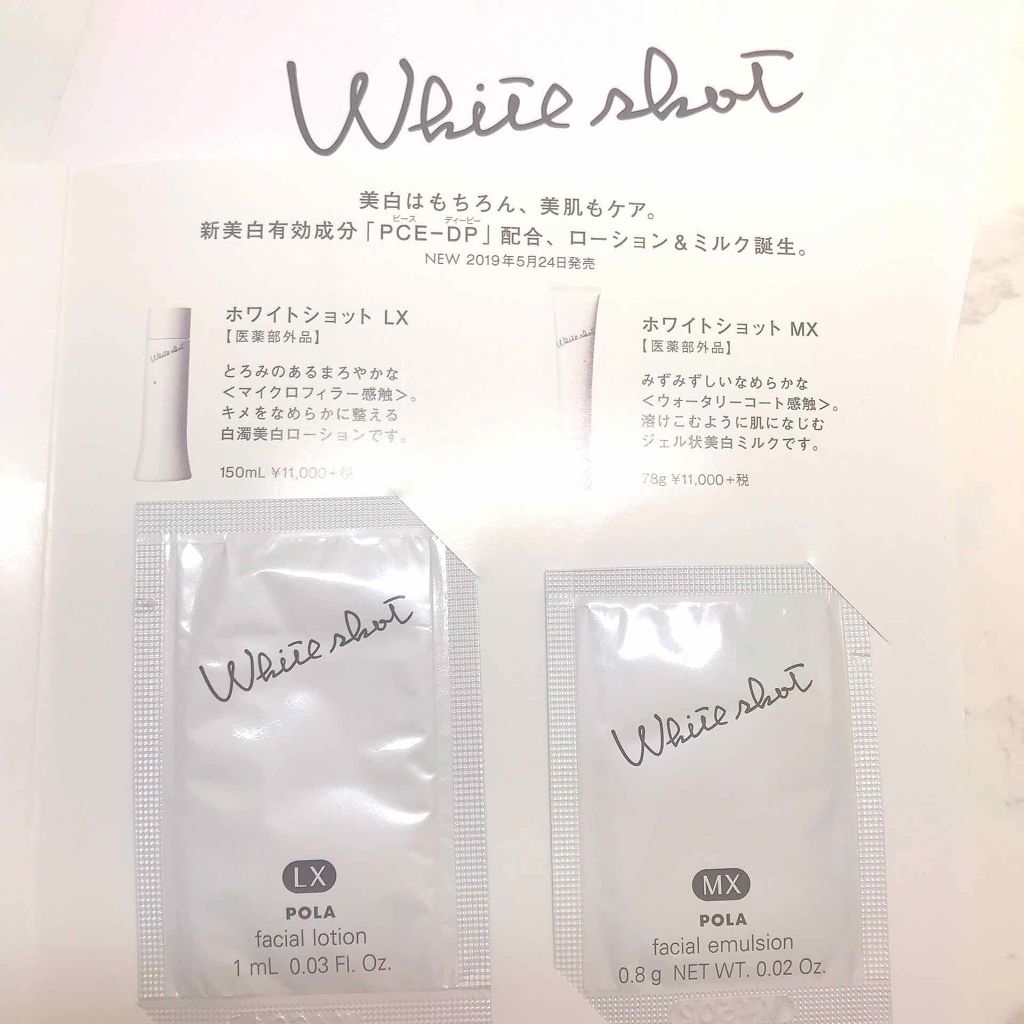 White shot
美白はもちろん、美肌もケア。
ピース ディーピー
新美白有効成分「PCE-DP」配合、ローション&ミルク誕生。
NEW 2019年5月24日発売
White shot
ホワイトショット LX
【医薬部外品】
とろみのあるまろやかな
<マイクロフィラー感触>。
キメをなめらかに整える
白濁美白ローションです。
150mL ¥11,000+税
White shot
ホワイトショット MX
【医薬部外品】
みずみずしいなめらかな
<ウォータリーコート感触>。
溶けこむように肌になじむ
ジェル状美白ミルクです。
78g ¥11,000+税
White shot
LX
POLA
facial lotion
1 mL 0.03 Fl. Oz.
White shot
MX
POLA
facial emulsion
0.8 g NET WT. 0.02 Oz.